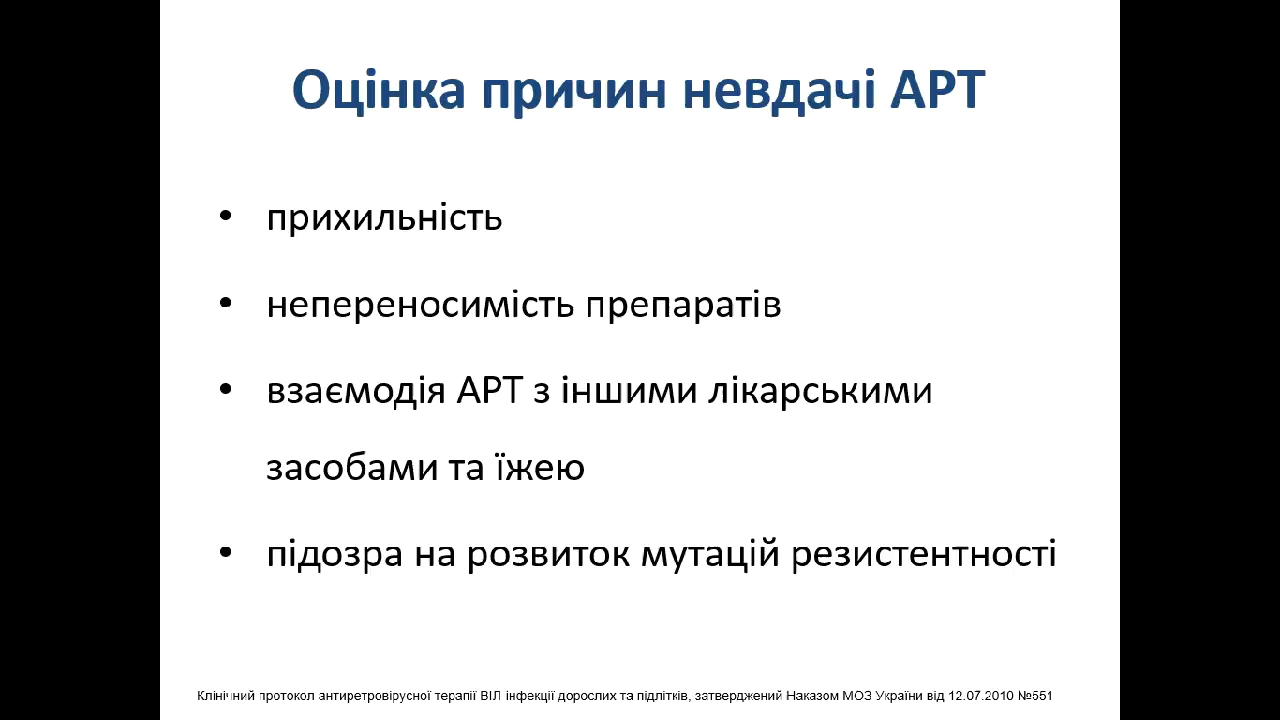 Оцінка причин невдачі АРТ
• прихильність
• непереносимість препаратів
• взаємодія АРТ з іншими лікарськими
засобами та їжею
• підозра на розвиток мутацій резистентності
Клінічний протокол антиретровірусної терапії ВІЛ інфекції дорослих та підлітків, затверджений Наказом МОЗ України від 12.07.2010 №551